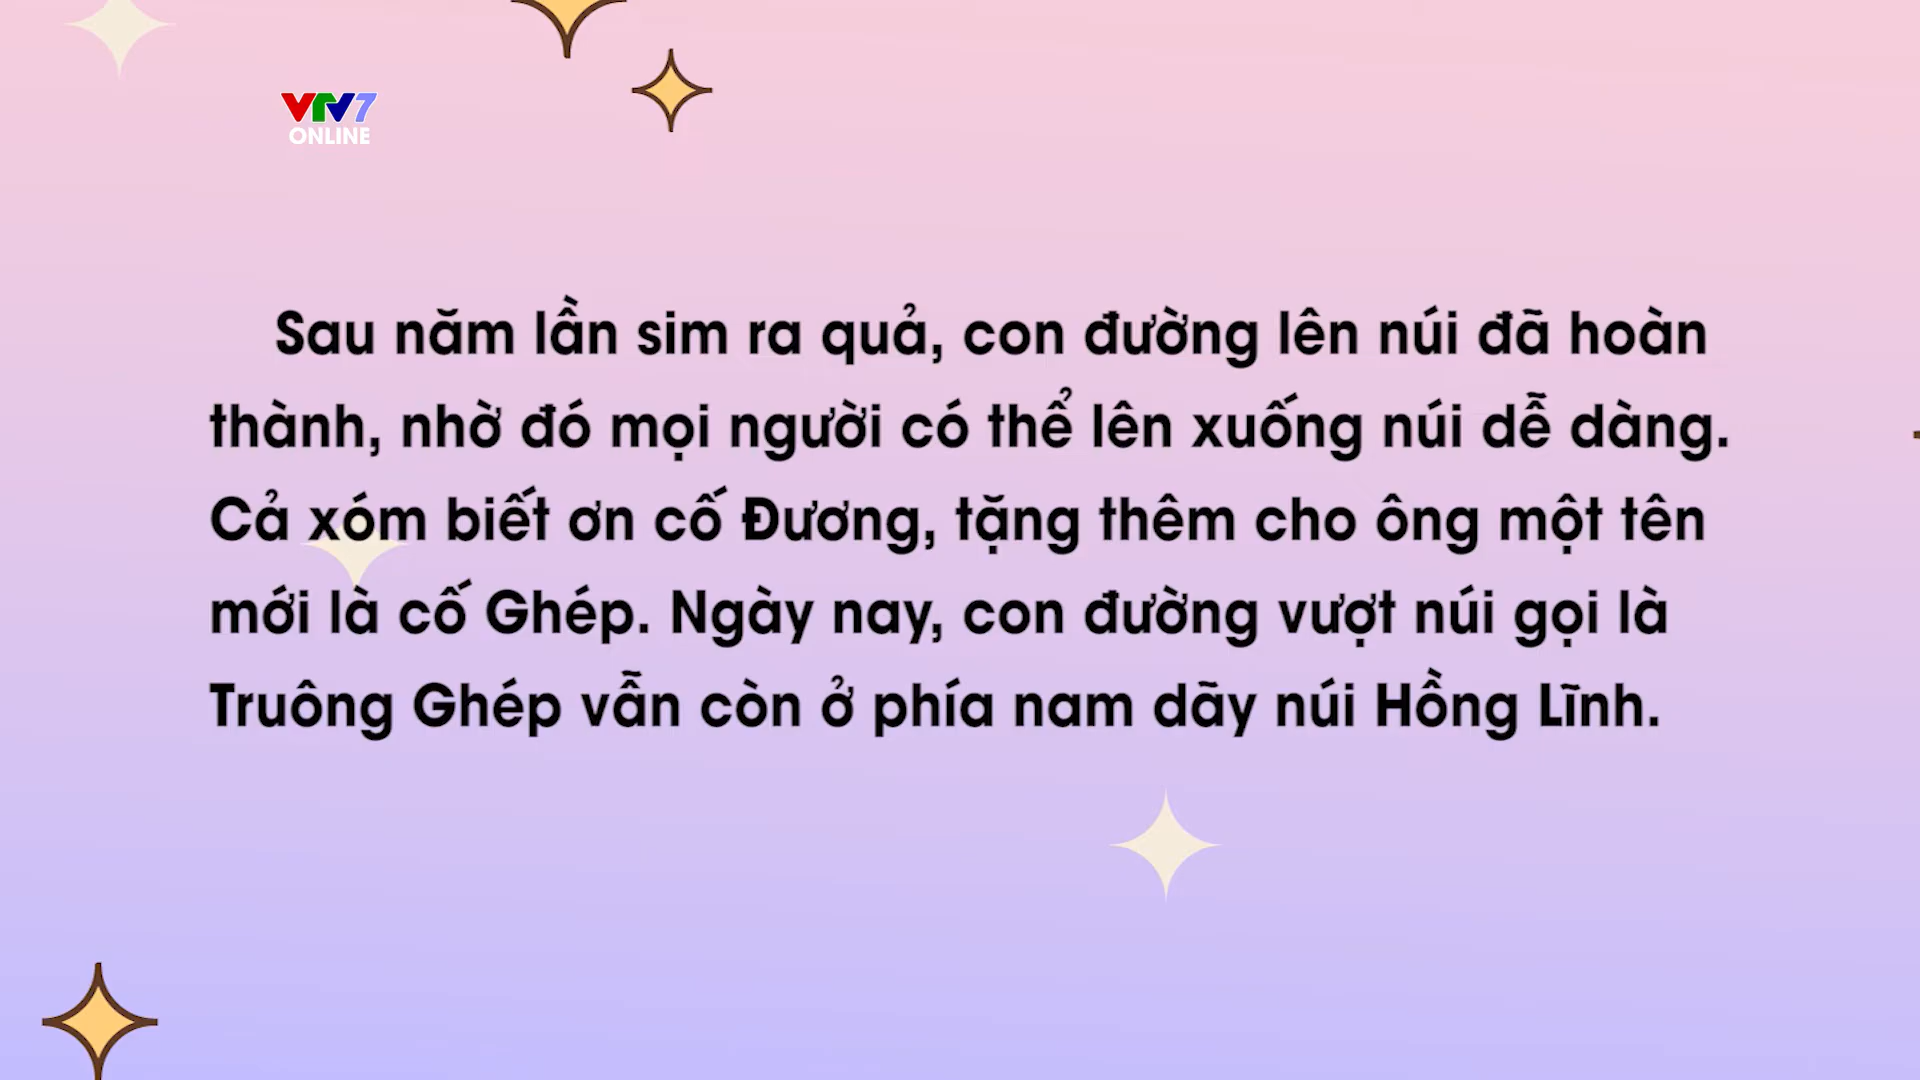 VTV7
ONLINE
Sau năm lần sim ra quả, con đường lên núi đã hoàn
thành, nhờ đó mọi người có thể lên xuống núi dễ dàng.
Cả xóm biết ơn cố Đương, tặng thêm cho ông một tên
mới là cố Ghép. Ngày nay, con đường vượt núi gọi là
Truông Ghép vẫn còn ở phía nam dãy núi Hồng Lĩnh.